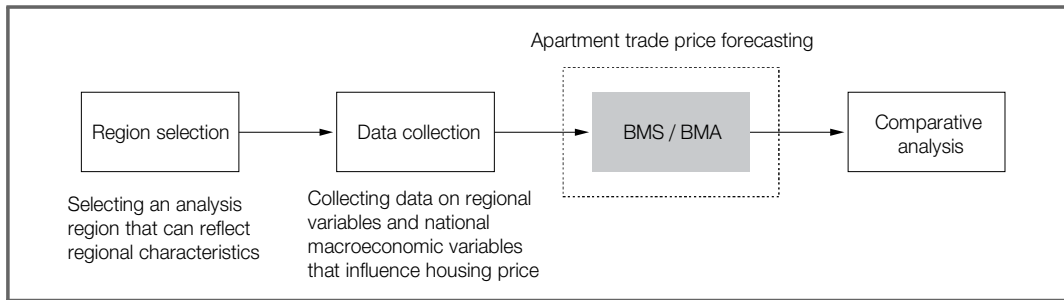 Apartment trade price forecasting
Region selection
Data collection
BMS / BMA
Comparative
analysis
Selecting an analysis
region that can reflect
regional characteristics
Collecting data on regional
variables and national
macroeconomic variables
that influence housing price